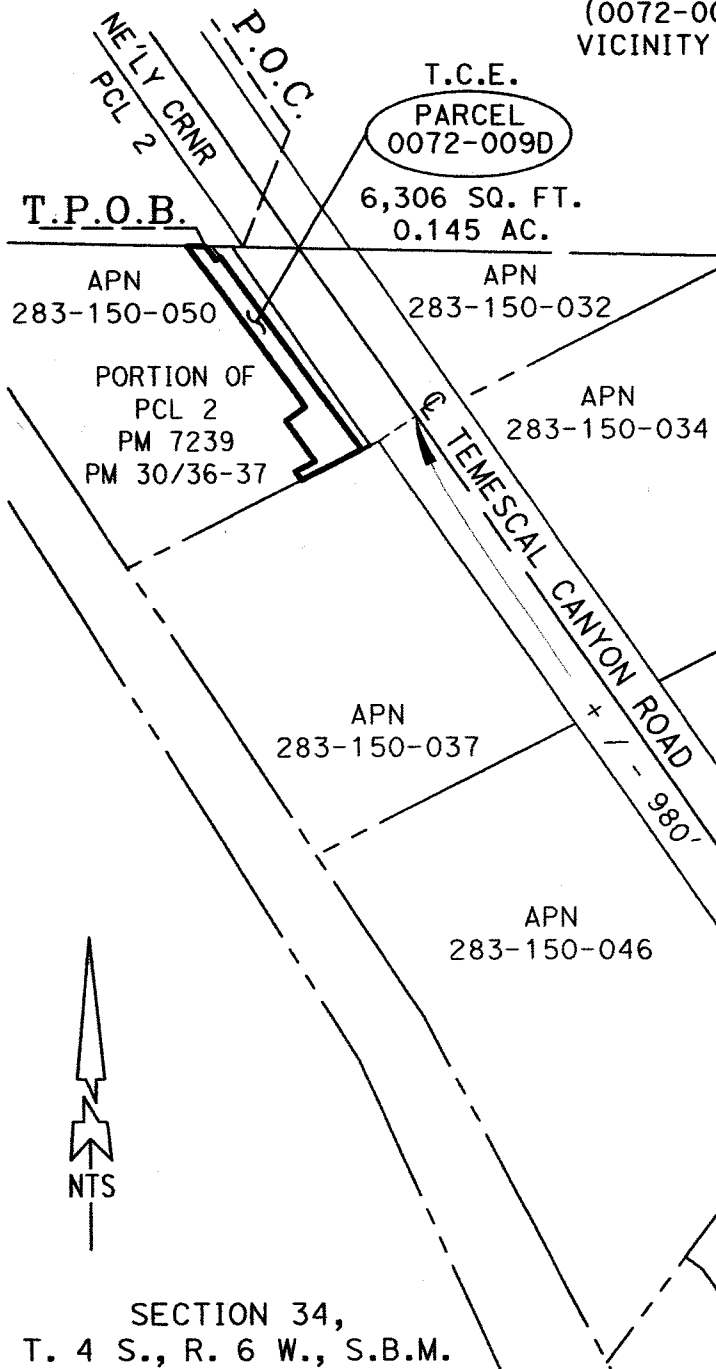 (0072-00
VICINITY
P.O.C.
NE'LY CRNR
PCL 2
T.C.E.
PARCEL
0072-009D
6,306 SQ. FT.
0.145 AC.
T.P.O.B.
APN
283-150-050
APN
283-150-032
PORTION OF
PCL 2
PM 7239
PM 30/36-37
APN
283-150-034
℄ TEMESCAL CANYON ROAD
+ / - 980'
APN
283-150-037
APN
283-150-046
NTS
SECTION 34,
T. 4 S., R. 6 W., S.B.M.